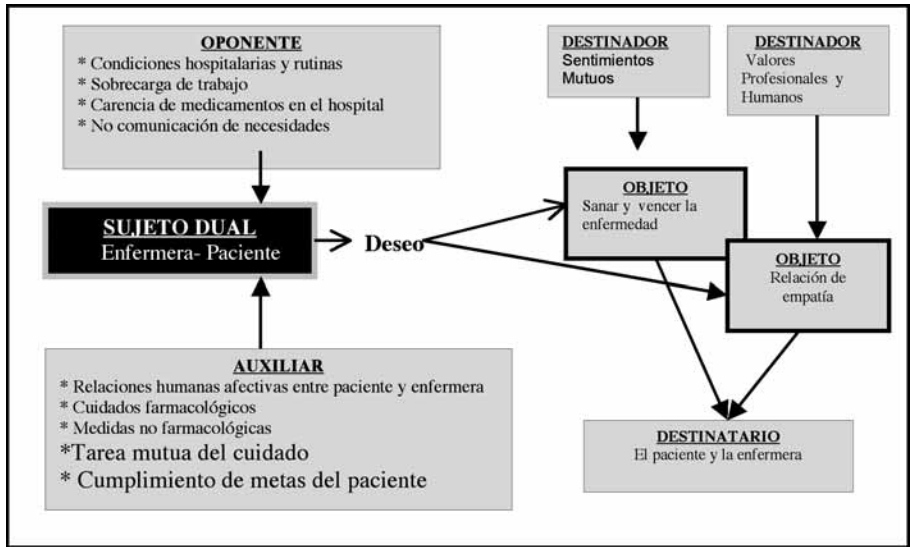 OPONENTE
* Condiciones hospitalarias y rutinas
* Sobrecarga de trabajo
* Carencia de medicamentos en el hospital
* No comunicación de necesidades
DESTINADOR
Sentimientos
Mutuos
DESTINADOR
Valores
Profesionales y
Humanos
SUJETO DUAL
Enfermera- Paciente
Deseo
OBJETO
Sanar y vencer la
enfermedad
OBJETO
Relación de
empatía
AUXILIAR
* Relaciones humanas afectivas entre paciente y enfermera
* Cuidados farmacológicos
* Medidas no farmacológicas
*Tarea mutua del cuidado
* Cumplimiento de metas del paciente
DESTINATARIO
El paciente y la enfermera